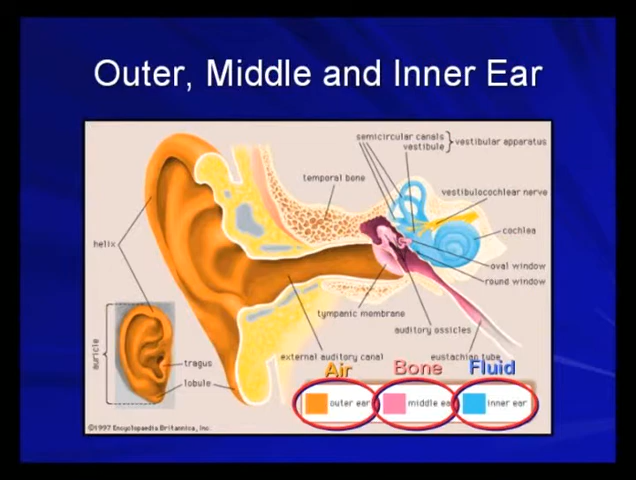 Outer, Middle and Inner Ear
semicircular canals
vestibule
vestibular apparatus
temporal bone
vestibulocochlear nerve
cochlea
helix
oval window
round window
tympanic membrane
auditory ossicles
auricle
tragus
external auditory canal
eustachian tube
lobule
Air
Bone
Fluid
outer ear
middle ea
inner ear
©1997 Encyclopaedia Britannica, Inc.